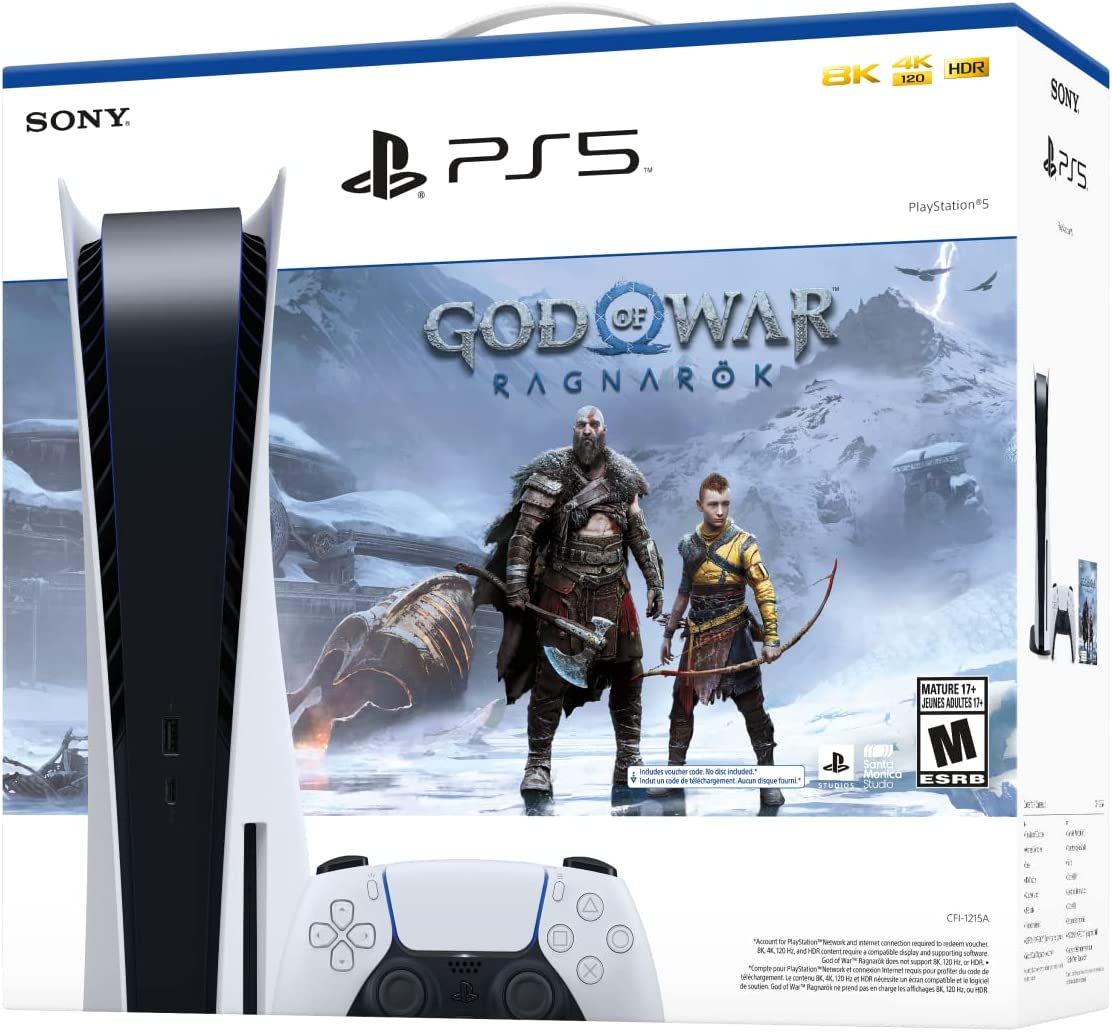 SONY®
PS5™
8K 4K 120 HDR
PlayStation®5
GOD OF WAR™
RAGNARÖK
Includes voucher code. No disc included.*
Inclut un code de téléchargement. Aucun disque fourni.*
PlayStation STUDIOS
Santa
Monica
Studio
MATURE 17+
JEUNES ADULTES 17+
M
ESRB
CFI-1215A
*Account for PlayStation™Network and internet connection required to redeem voucher.
8K, 4K, 120 Hz, and HDR content require a compatible display and supporting software.
God of War™ Ragnarök does not support 8K, 120 Hz, or HDR. •
*Compte pour PlayStation™Network et connexion Internet requis pour profiter du code de
téléchargement. Le contenu 8K, 4K, 120 Hz et HDR nécessite un écran compatible et le logiciel
de soutien. God of War™ Ragnarök ne prend pas en charge les affichages 8K, 120 Hz, ou HDR.
SONY
PS5